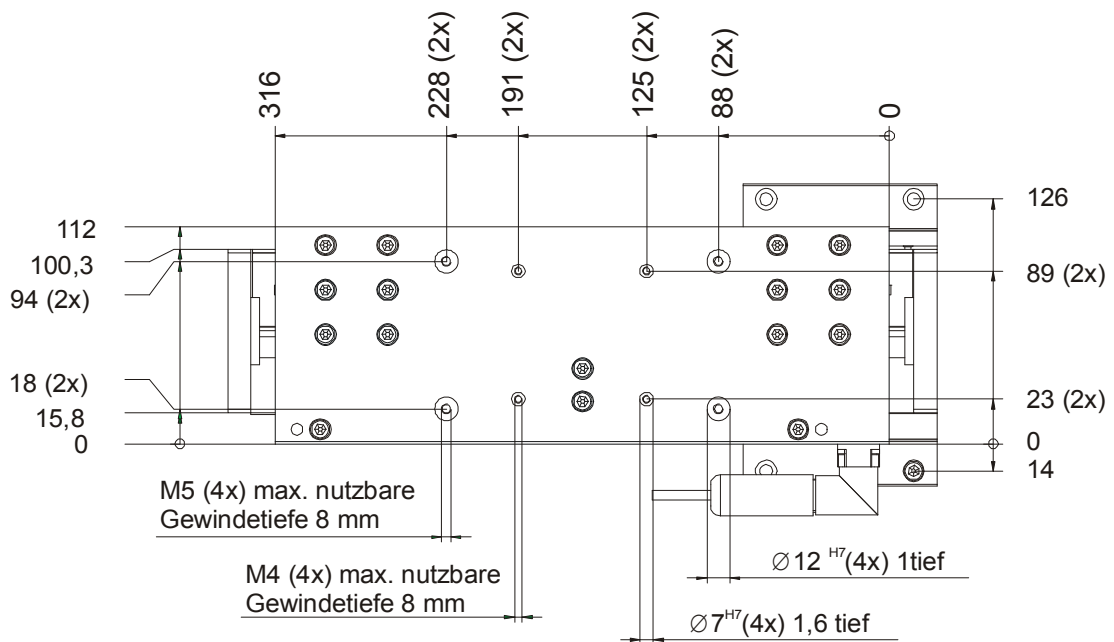 316
228 (2x)
191 (2x)
125 (2x)
88 (2x)
0
112
100,3
94 (2x)
18 (2x)
15,8
0
126
89 (2x)
23 (2x)
0
14
M5 (4x) max. nutzbare
Gewindetiefe 8 mm
M4 (4x) max. nutzbare
Gewindetiefe 8 mm
∅12 H7(4x) 1tief
∅7H7(4x) 1,6 tief